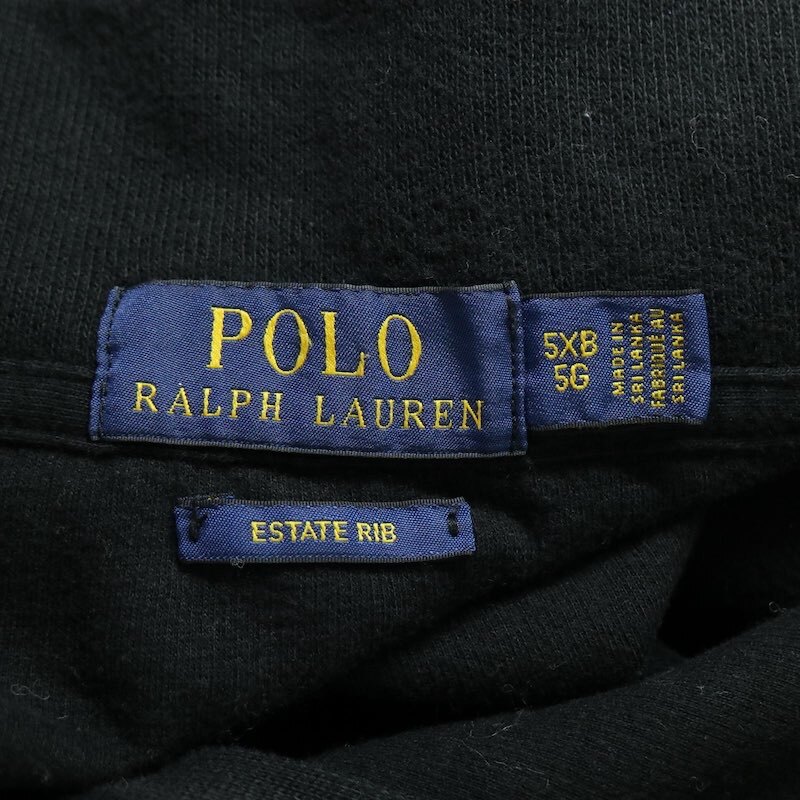 POLO
RALPH LAUREN
5XB
5G
MADE IN
SRI LANKA
FABRIQUÉ AU
SRI LANKA
ESTATE RIB